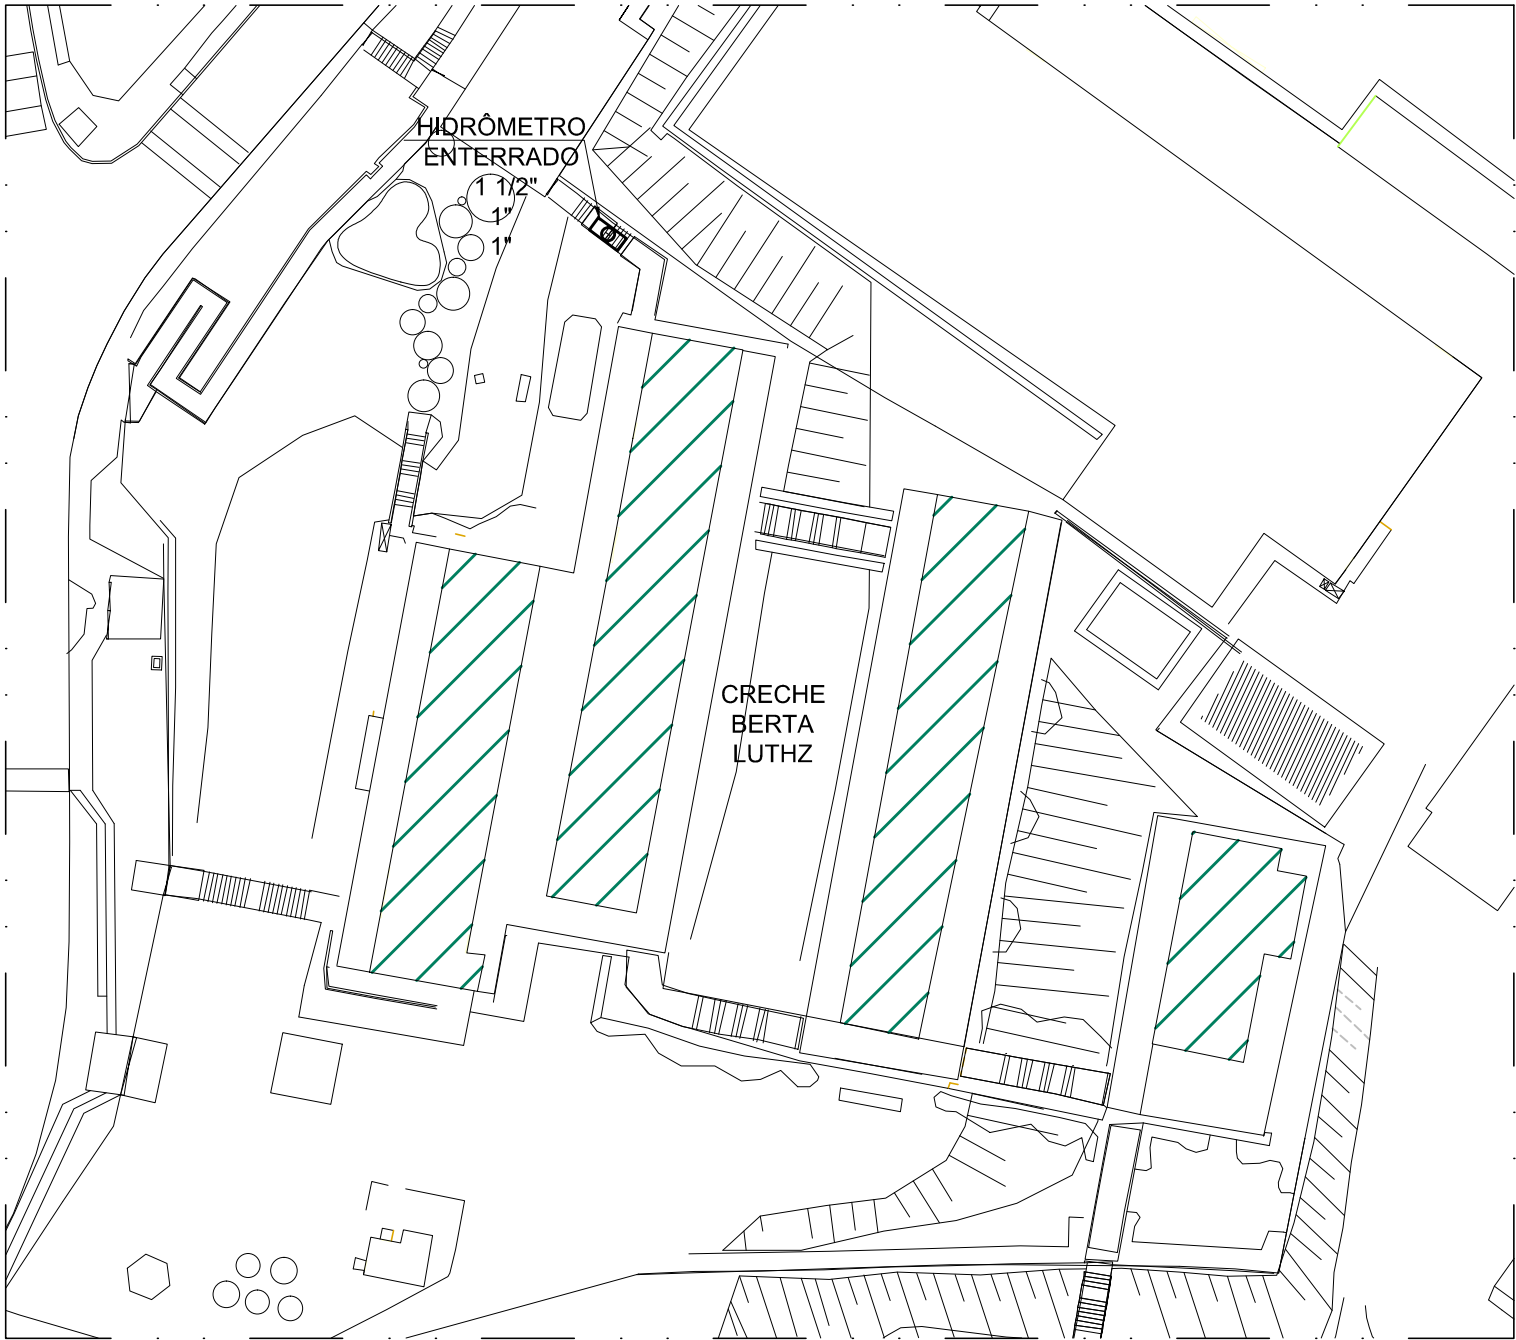 HIDRÔMETRO
ENTERRADO
1 1/2"
1"
1"
CRECHE
BERTA
LUTHZ